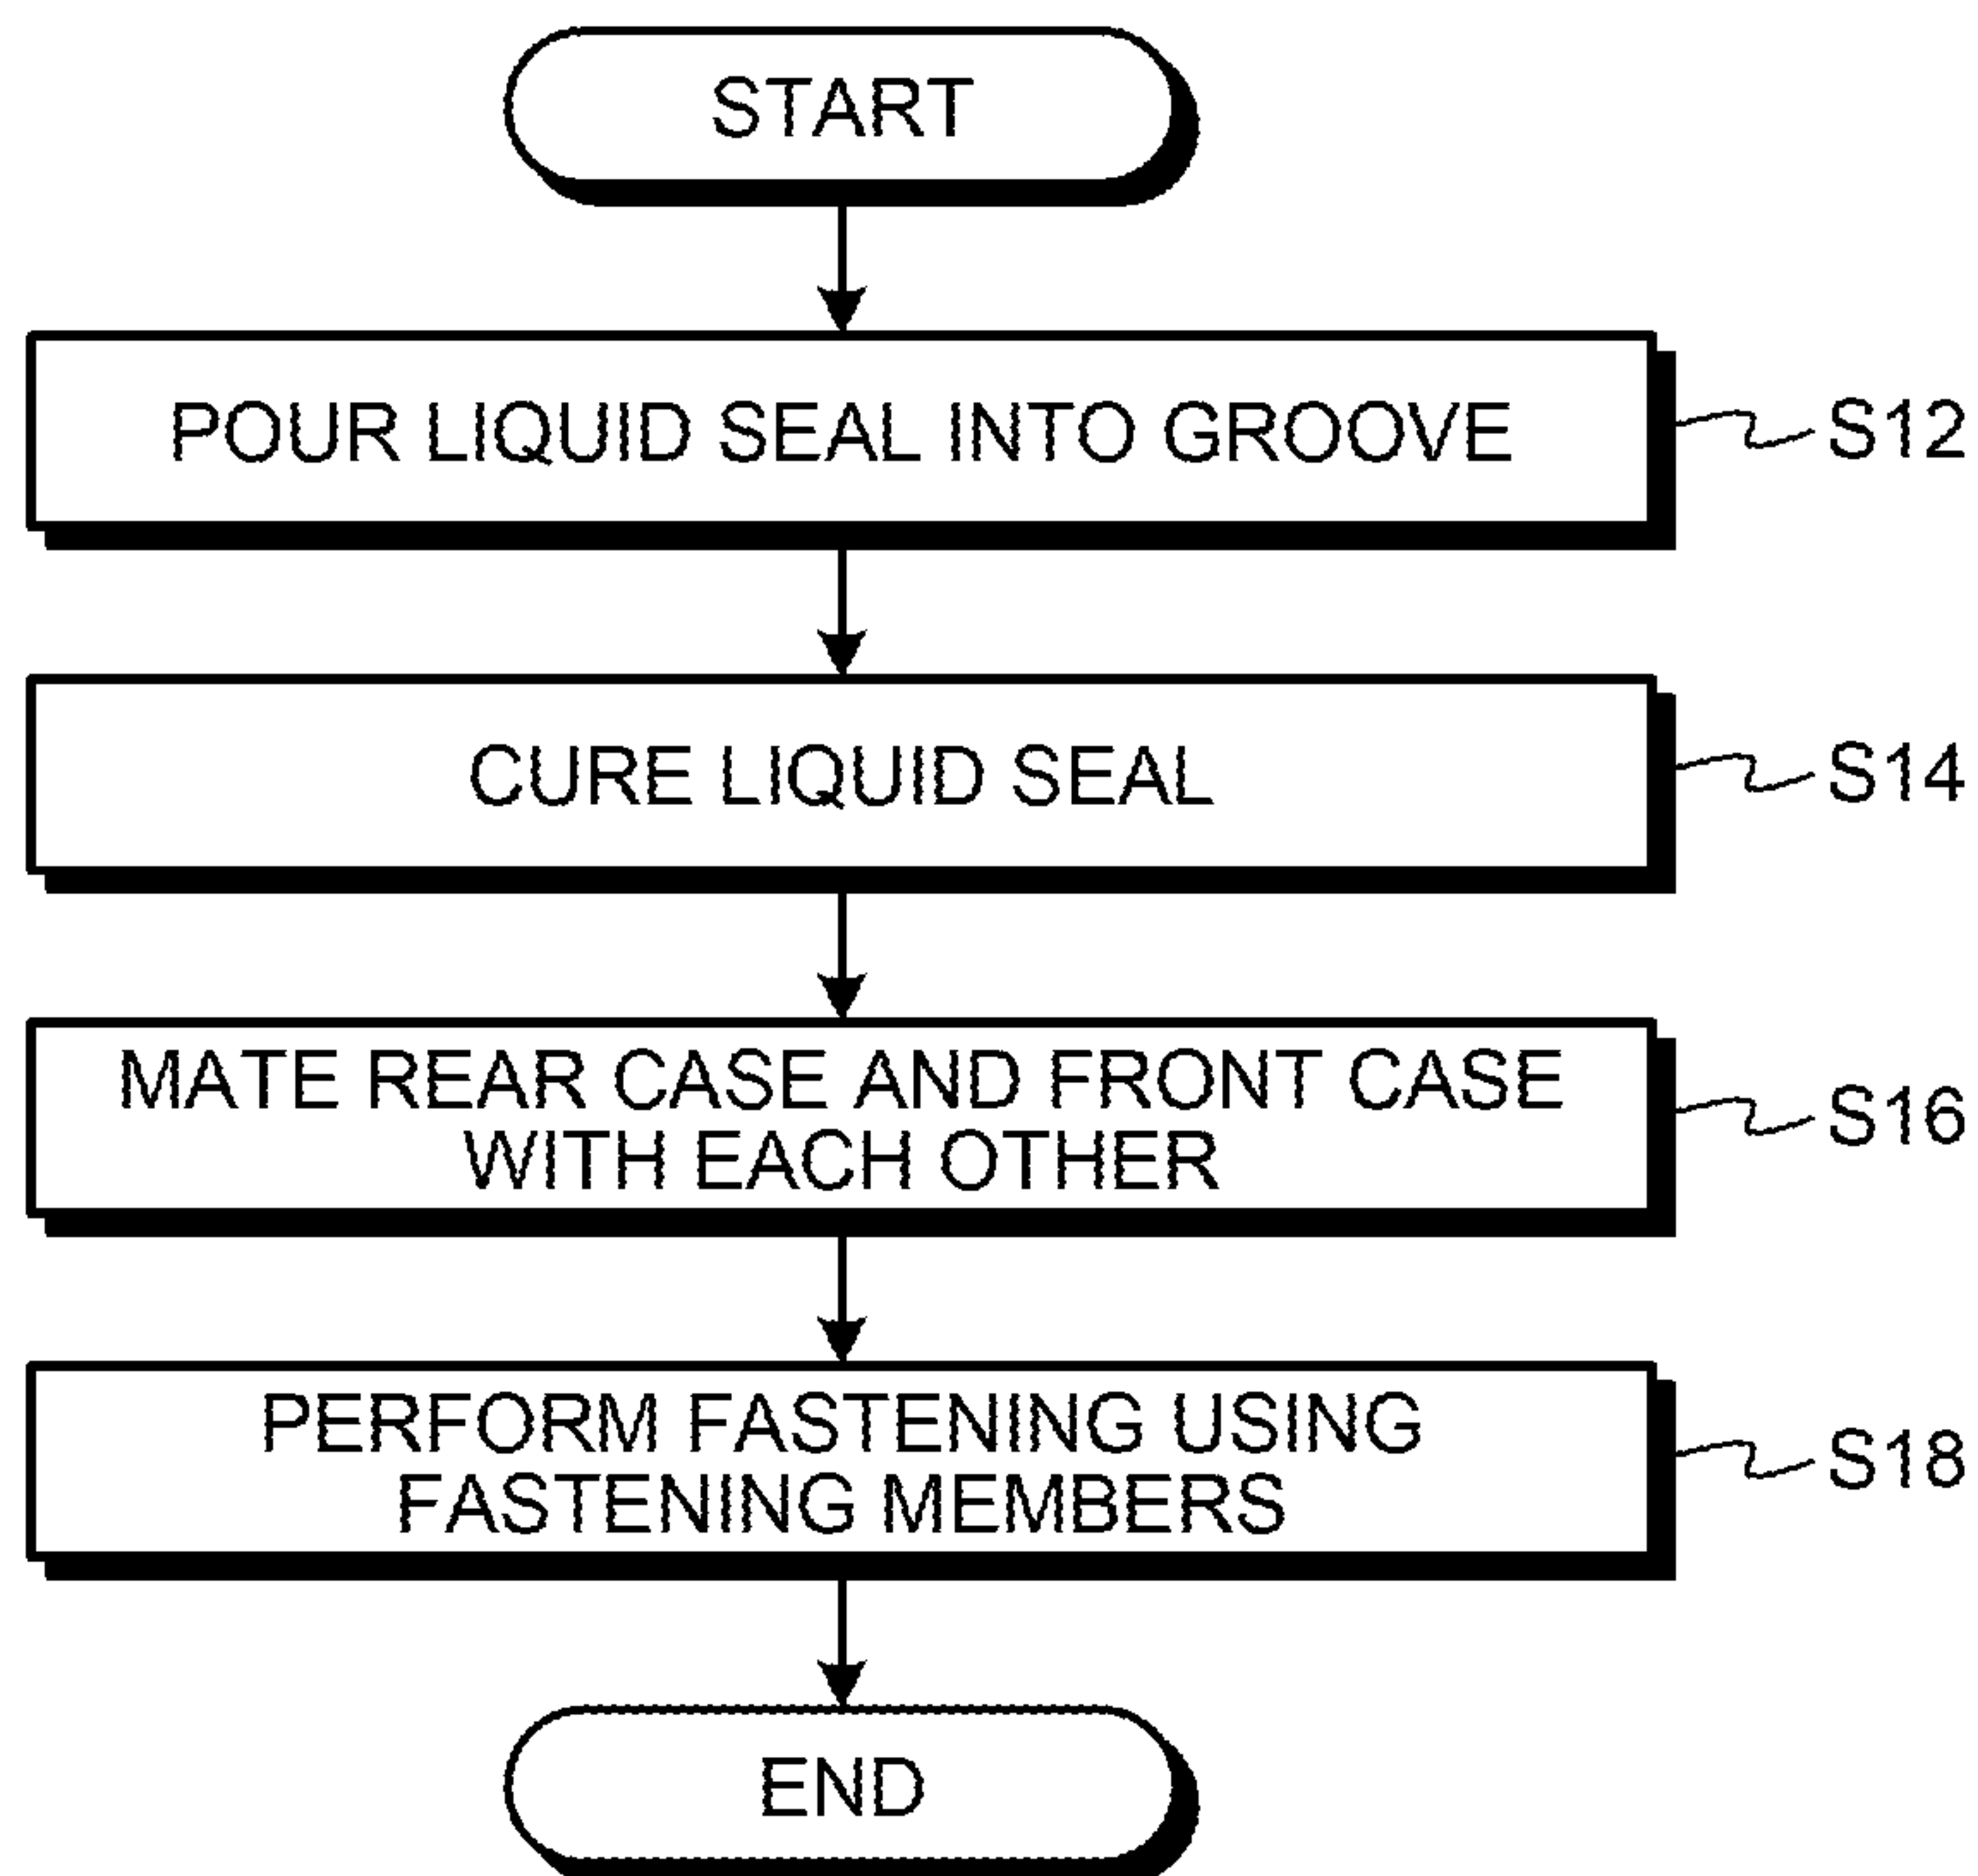 START
POUR LIQUID SEAL INTO GROOVE
S12
CURE LIQUID SEAL
S14
MATE REAR CASE AND FRONT CASE
WITH EACH OTHER
S16
PERFORM FASTENING USING
FASTENING MEMBERS
S18
END